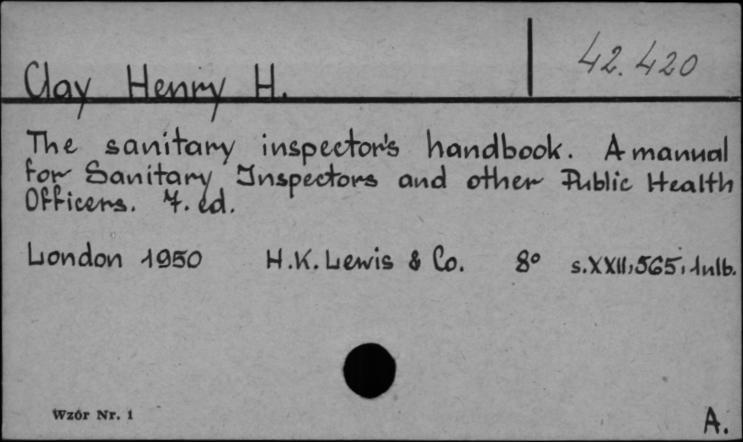 42.420
Clay Henry H.
The sanitary inspector's handbook. A manual
for Sanitary Inspectors and other Public Health
Officers. 7. ed.
London 1950 H.K. Lewis & Co. 8° s.XXII,565,1nlb.
Wzór Nr. 1
A.